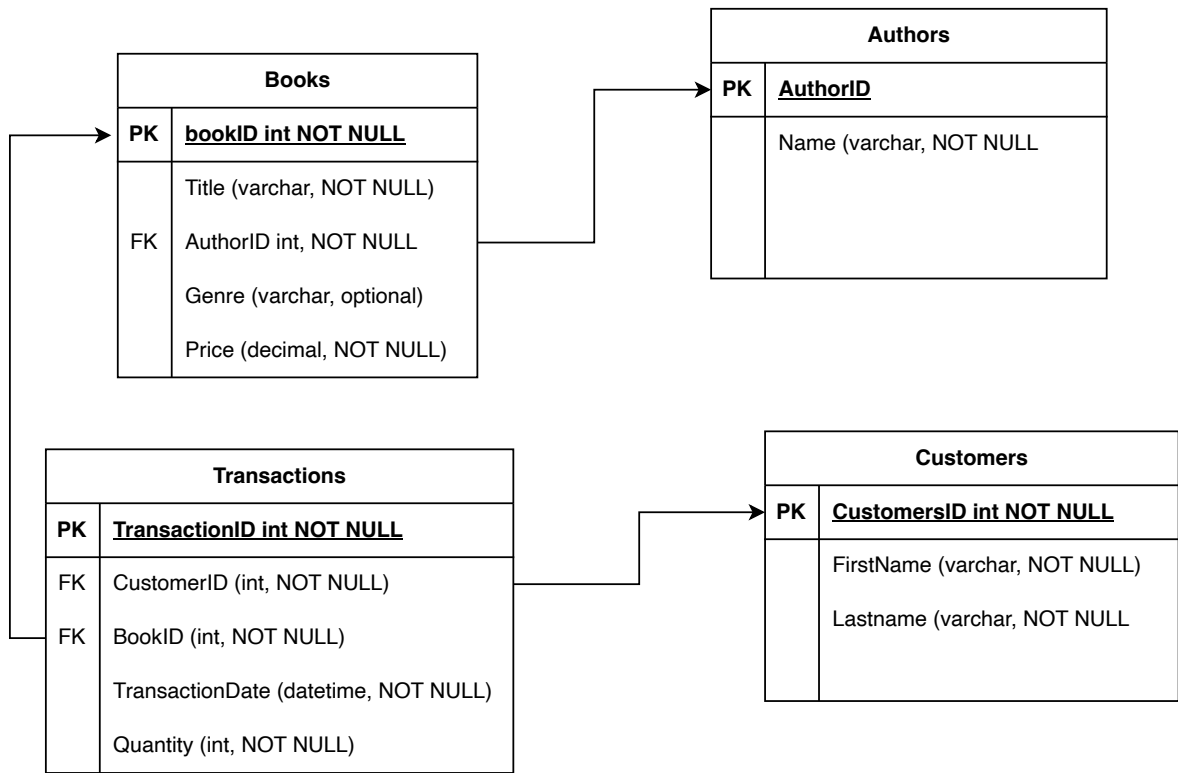 Books
PK bookID int NOT NULL
Title (varchar, NOT NULL)
FK AuthorID int, NOT NULL
Genre (varchar, optional)
Price (decimal, NOT NULL)
Authors
PK AuthorID
Name (varchar, NOT NULL
Transactions
PK TransactionID int NOT NULL
FK CustomerID (int, NOT NULL)
FK BookID (int, NOT NULL)
TransactionDate (datetime, NOT NULL)
Quantity (int, NOT NULL)
Customers
PK CustomersID int NOT NULL
FirstName (varchar, NOT NULL)
Lastname (varchar, NOT NULL